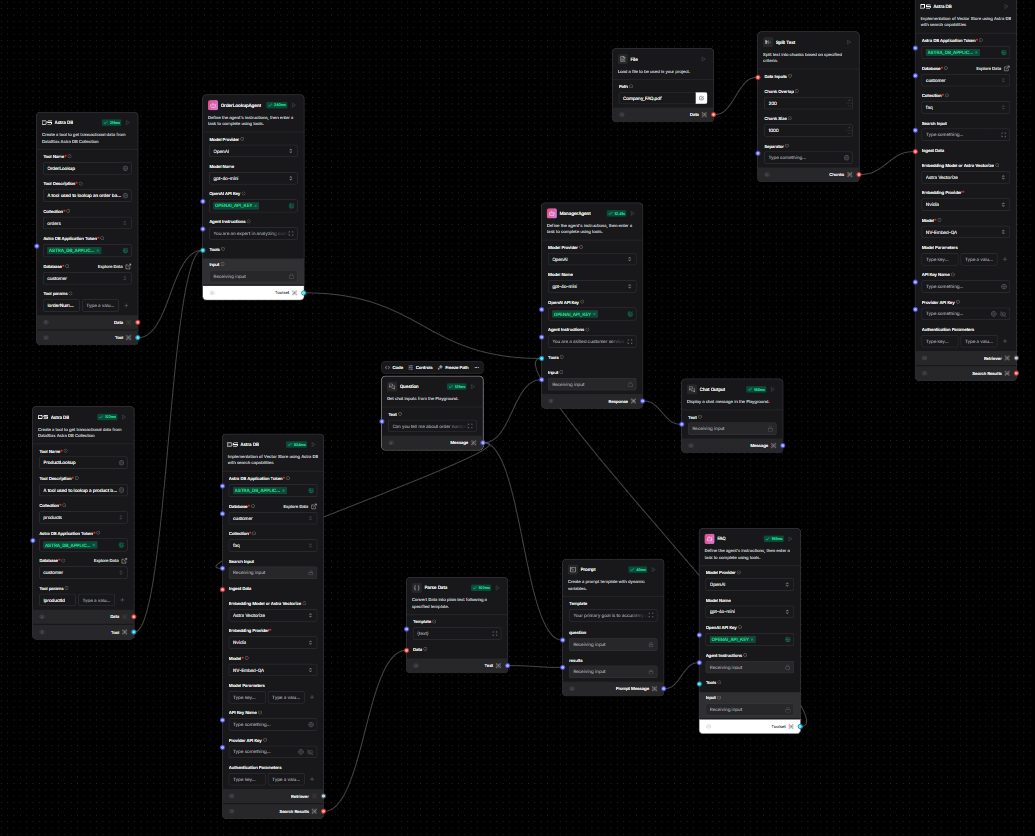 Astra DB
Create a tool to get transactional data from
DataStax Astra DB Collection
Tool Name*
OrderLookup
Tool Description*
A tool used to lookup an order ba...
Collection*
orders
Astra DB Application Token*
ASTRA_DB_APPLIC...
Database*
Explore Data
customer
Tool params
Type a valu...
Data
Tool
OrderLookupAgent
Define the agent's instructions, then enter a
task to complete using tools.
Model Provider
OpenAI
Model Name
gpt-4o-mini
OpenAI API Key
OPENAI_API_KEY
Agent Instructions
You are an expert in analyzing
Tools
Input
Receiving input
Toolset
Astra DB
Create a tool to get transactional data from
DataStax Astra DB Collection
Tool Name*
ProductLookup
Tool Description*
A tool used to lookup a product b...
Collection*
products
Astra DB Application Token*
ASTRA_DB_APPLIC...
Database*
Explore Data
customer
Tool params
Type a valu...
Data
Tool
Astra DB
Implementation of Vector Store using Astra DB
with search capabilities
Astra DB Application Token*
ASTRA_DB_APPLIC...
Database*
Explore Data
customer
Collection*
faq
Search Input
Receiving input
Ingest Data
Embedding Model or Astra Vectorize
Astra Vectorize
Embedding Provider*
Nvidia
Model*
NV-Embed-QA
Model Parameters
Type key...
Type a valu...
API Key Name
Type something...
Provider API Key
Type something...
Authentication Parameters
Type key...
Type a valu...
Retriever
Search Results
Code
Controls
Freeze Path
Question
Get chat inputs from the Playground.
Text
Can you tell me about order
Message
Parse Data
Convert Data into plain text following a
specified template.
Template
{text}
Data
Text
ManagerAgent
Define the agent's instructions, then enter a
task to complete using tools.
Model Provider
OpenAI
Model Name
gpt-4o-mini
OpenAI API Key
OPENAI_API_KEY
Agent Instructions
You are a skilled customer
Tools
Input
Receiving input
Response
Chat Output
Display a chat message in the Playground.
Text
Receiving input
Message
Prompt
Create a prompt template with dynamic
variables.
Template
Your primary goal is to
question
Receiving input
results
Receiving input
Prompt Message
FAQ
Define the agent's instructions, then enter a
task to complete using tools.
Model Provider
OpenAI
Model Name
gpt-4o-mini
OpenAI API Key
OPENAI_API_KEY
Agent Instructions
Receiving input
Tools
Input
Receiving input
Toolset
File
Load a file to be used in your project.
Path
Company_FAQ.pdf
Data
Split Text
Split text into chunks based on specified
criteria.
Data Inputs
Chunk Overlap
200
Chunk Size
1000
Separator
Type something...
Chunks
Astra DB
Implementation of Vector Store using Astra DB
with search capabilities
Astra DB Application Token*
ASTRA_DB_APPLIC...
Database*
Explore Data
customer
Collection*
faq
Search Input
Type something...
Ingest Data
Embedding Model or Astra Vectorize
Astra Vectorize
Embedding Provider*
Nvidia
Model*
NV-Embed-QA
Model Parameters
Type key...
Type a valu...
API Key Name
Type something...
Provider API Key
Type something...
Authentication Parameters
Type key...
Type a valu...
Retriever
Search Results